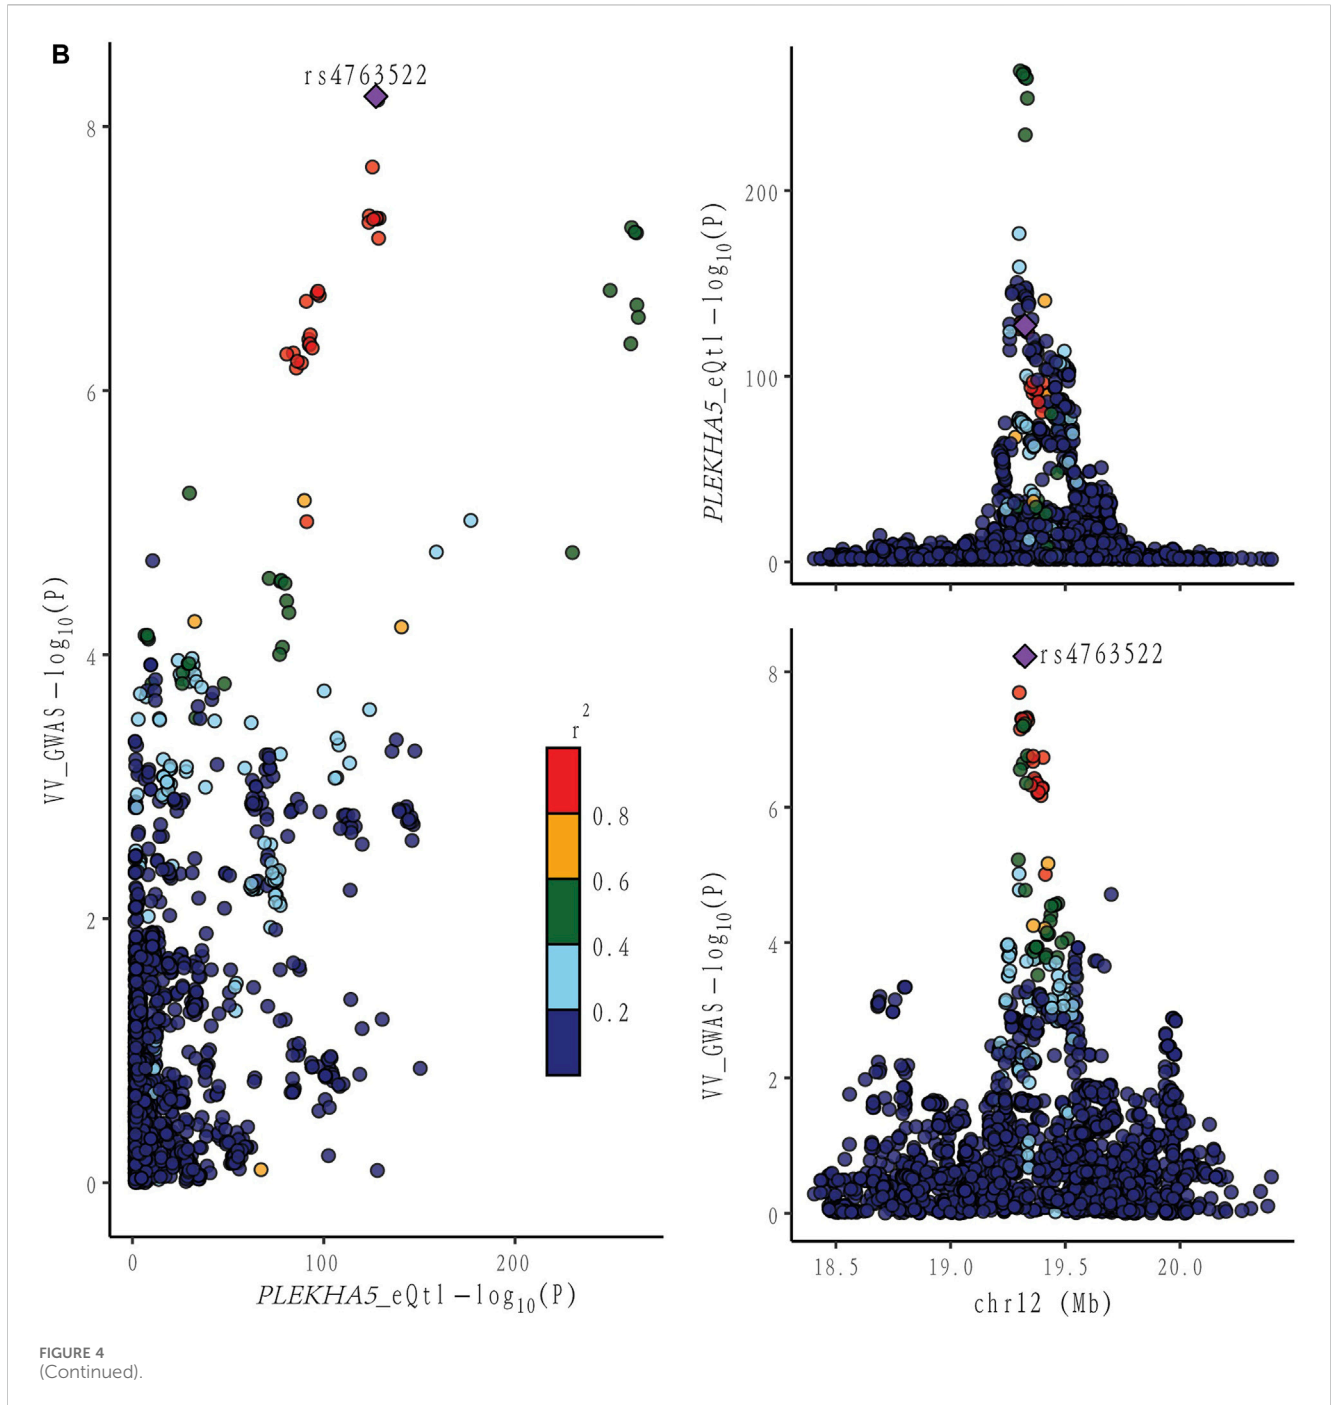 B
rs4763522
8
6
4
2
0
VV_GWAS −log10(P)
0 100 200
PLEKHA5_eQtl −log10(P)
r2
0.8
0.6
0.4
0.2
200
100
0
PLEKHA5_eQtl −log10(P)
rs4763522
8
6
4
2
0
VV_GWAS −log10(P)
18.5 19.0 19.5 20.0
chr12 (Mb)
FIGURE 4
(Continued).